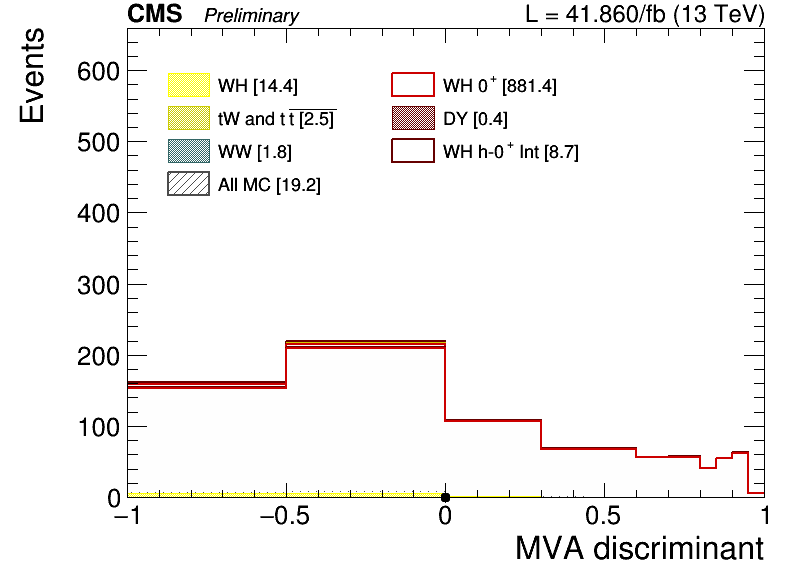 CMS Preliminary L = 41.860/fb (13 TeV)
Events
600
500
400
300
200
100
0
WH [14.4] WH 0+ [881.4]
tW and t t̅ [2.5] DY [0.4]
WW [1.8] WH h-0+ Int [8.7]
All MC [19.2]
−1 −0.5 0 0.5 1
MVA discriminant